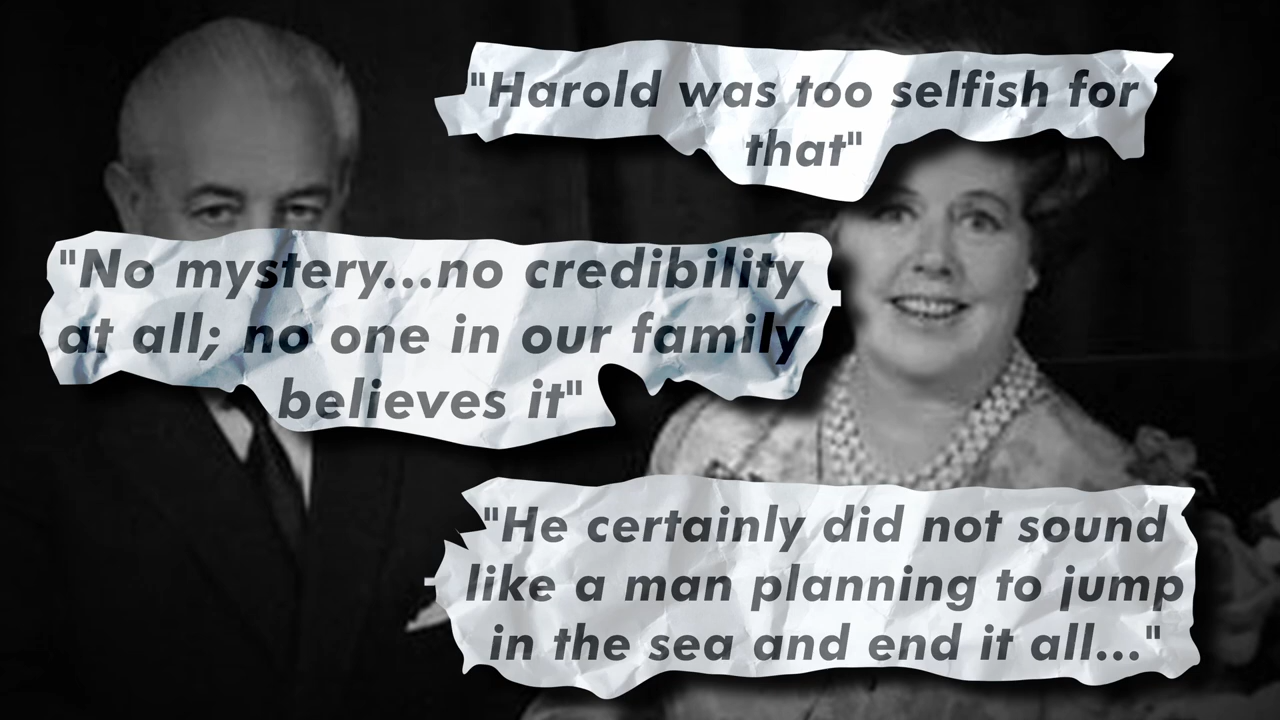 "Harold was too selfish for
that"
"No mystery...no credibility
at all; no one in our family
believes it"
"He certainly did not sound
like a man planning to jump
in the sea and end it all..."